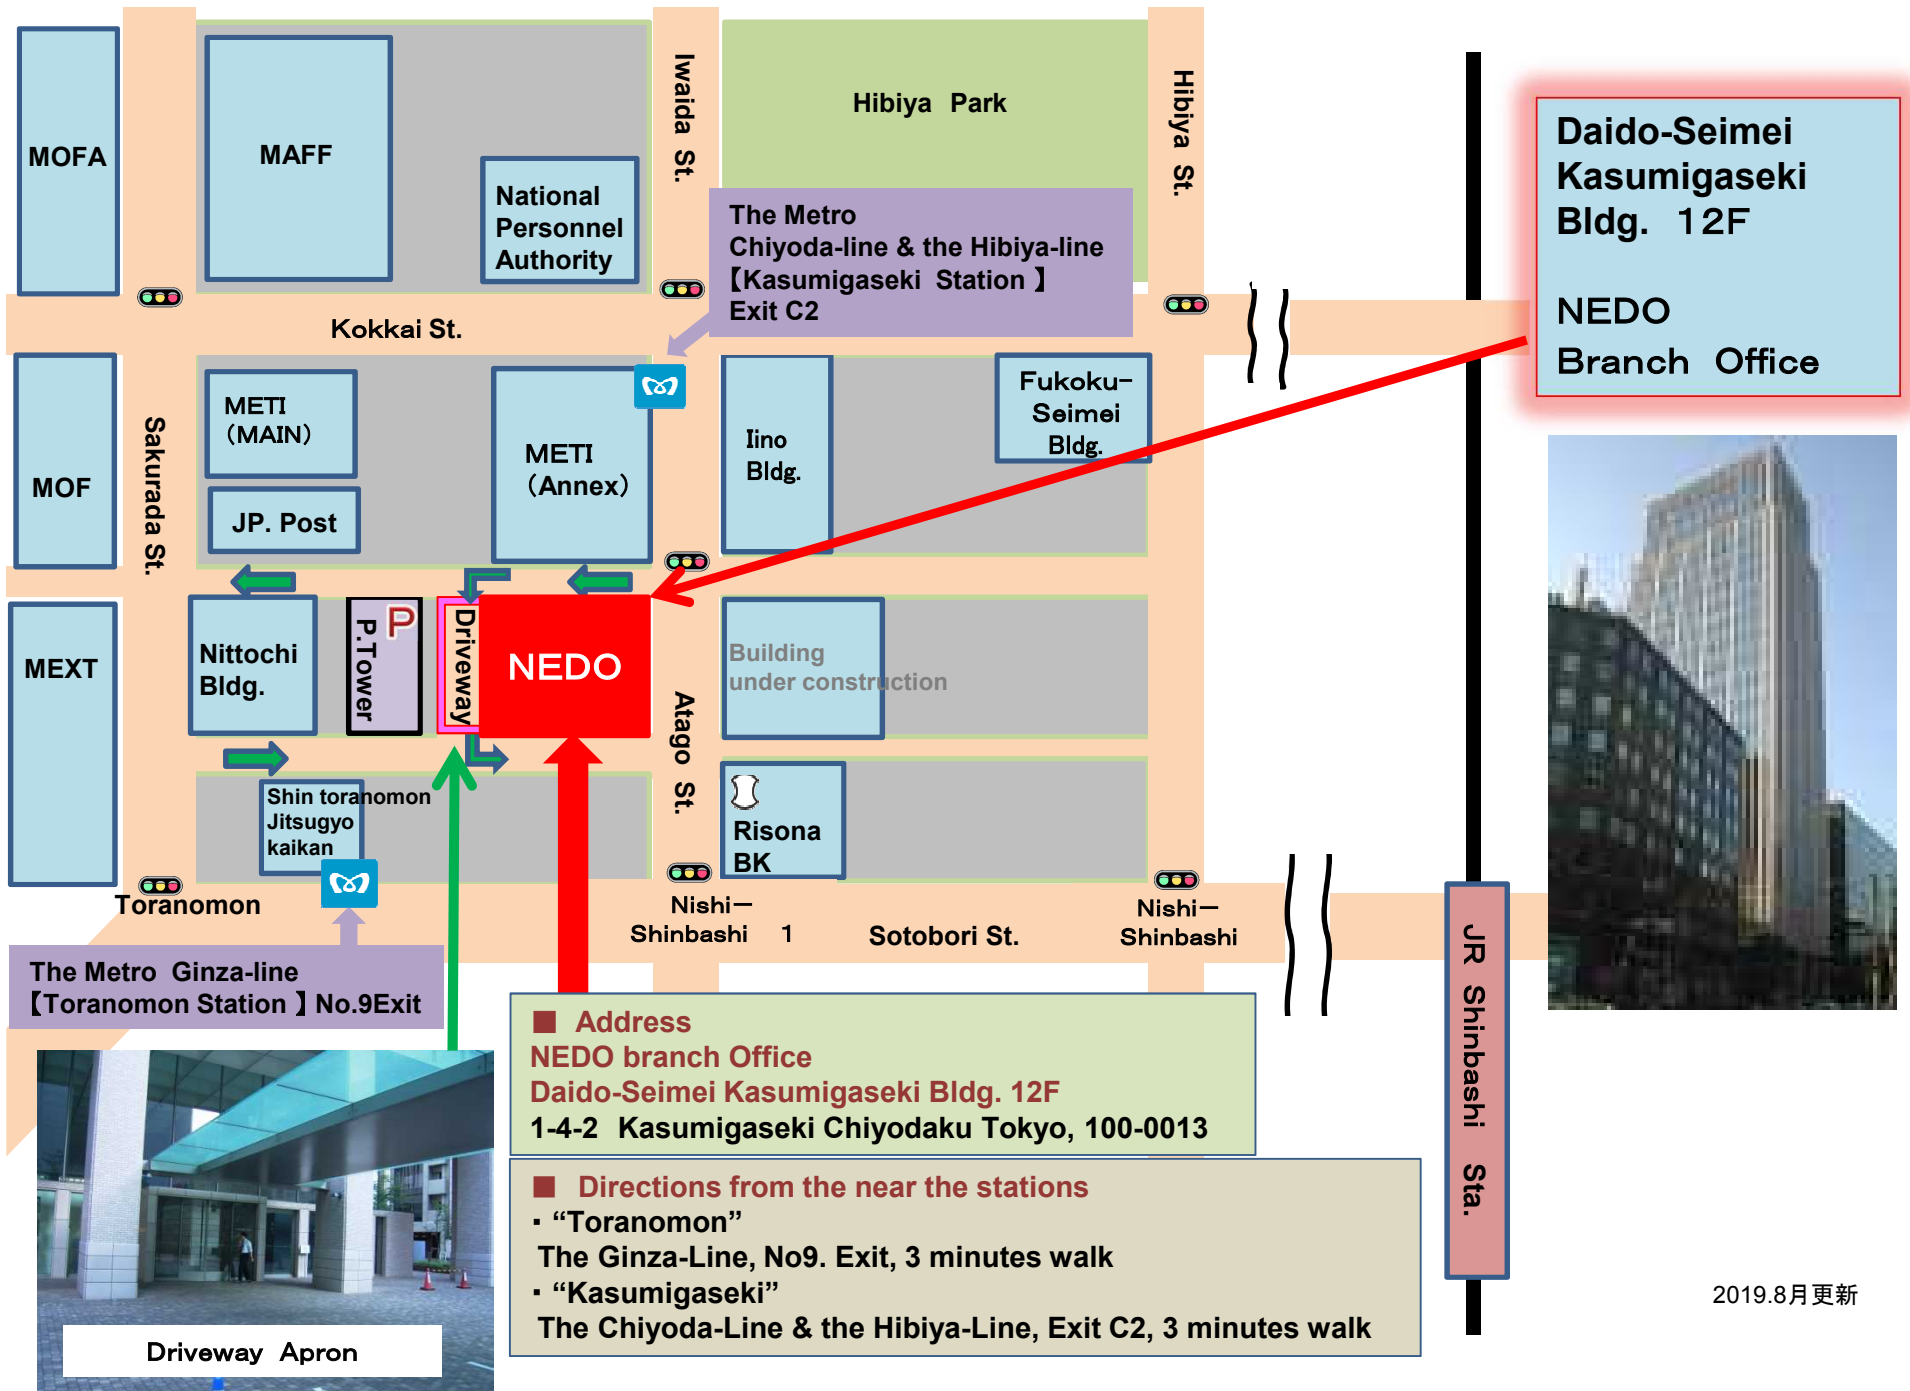 MOFA
MAFF
National
Personnel
Authority
Iwaida St.
Hibiya Park
Hibiya St.
Daido-Seimei
Kasumigaseki
Bldg. 12F
NEDO
Branch Office
The Metro
Chiyoda-line & the Hibiya-line
【Kasumigaseki Station】
Exit C2
Kokkai St.
MOF
Sakurada St.
METI
(MAIN)
JP. Post
METI
(Annex)
Iino
Bldg.
Fukoku-
Seimei
Bldg.
MEXT
Nittochi
Bldg.
P
P.Tower
Driveway
NEDO
Atago St.
Building
under construction
Shin toranomon
Jitsugyo
kaikan
Risona
BK
Toranomon
Nishi-
Shinbashi 1
Sotobori St.
Nishi-
Shinbashi
JR Shinbashi Sta.
The Metro Ginza-line
【Toranomon Station】No.9Exit
■ Address
NEDO branch Office
Daido-Seimei Kasumigaseki Bldg. 12F
1-4-2 Kasumigaseki Chiyodaku Tokyo, 100-0013
■ Directions from the near the stations
・“Toranomon”
The Ginza-Line, No9. Exit, 3 minutes walk
・“Kasumigaseki”
The Chiyoda-Line & the Hibiya-Line, Exit C2, 3 minutes walk
Driveway Apron
2019.8月更新